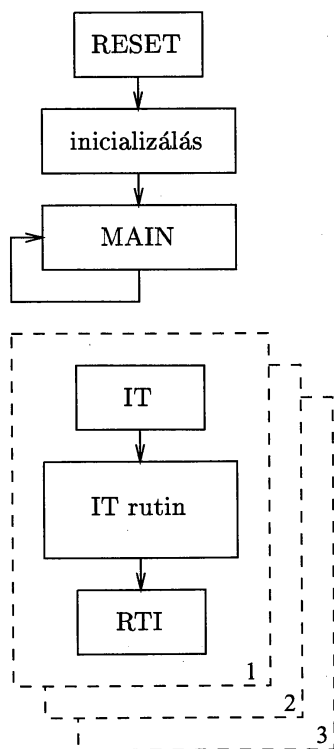 RESET
inicializálás
MAIN
IT
IT rutin
RTI
1
2
3